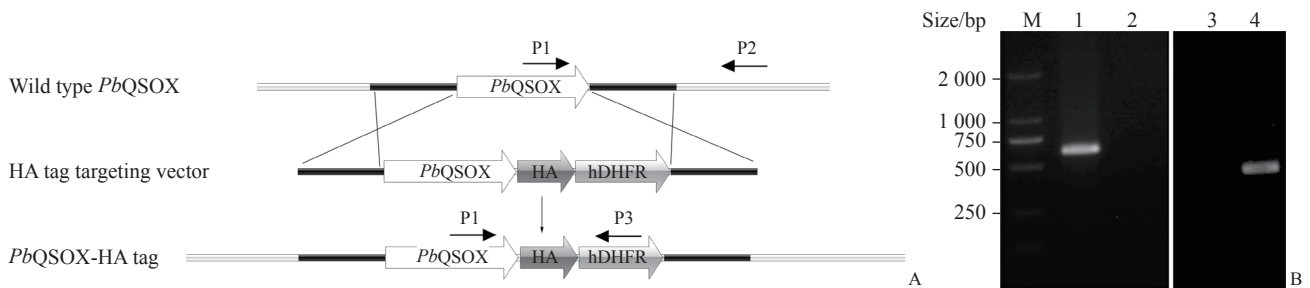 P1 P2
Wild type PbQSOX PbQSOX
HA tag targeting vector PbQSOX HA hDHFR
P1 P3
PbQSOX-HA tag PbQSOX HA hDHFR
A
Size/bp M 1 2 3 4
2 000
1 000
750
500
250
B